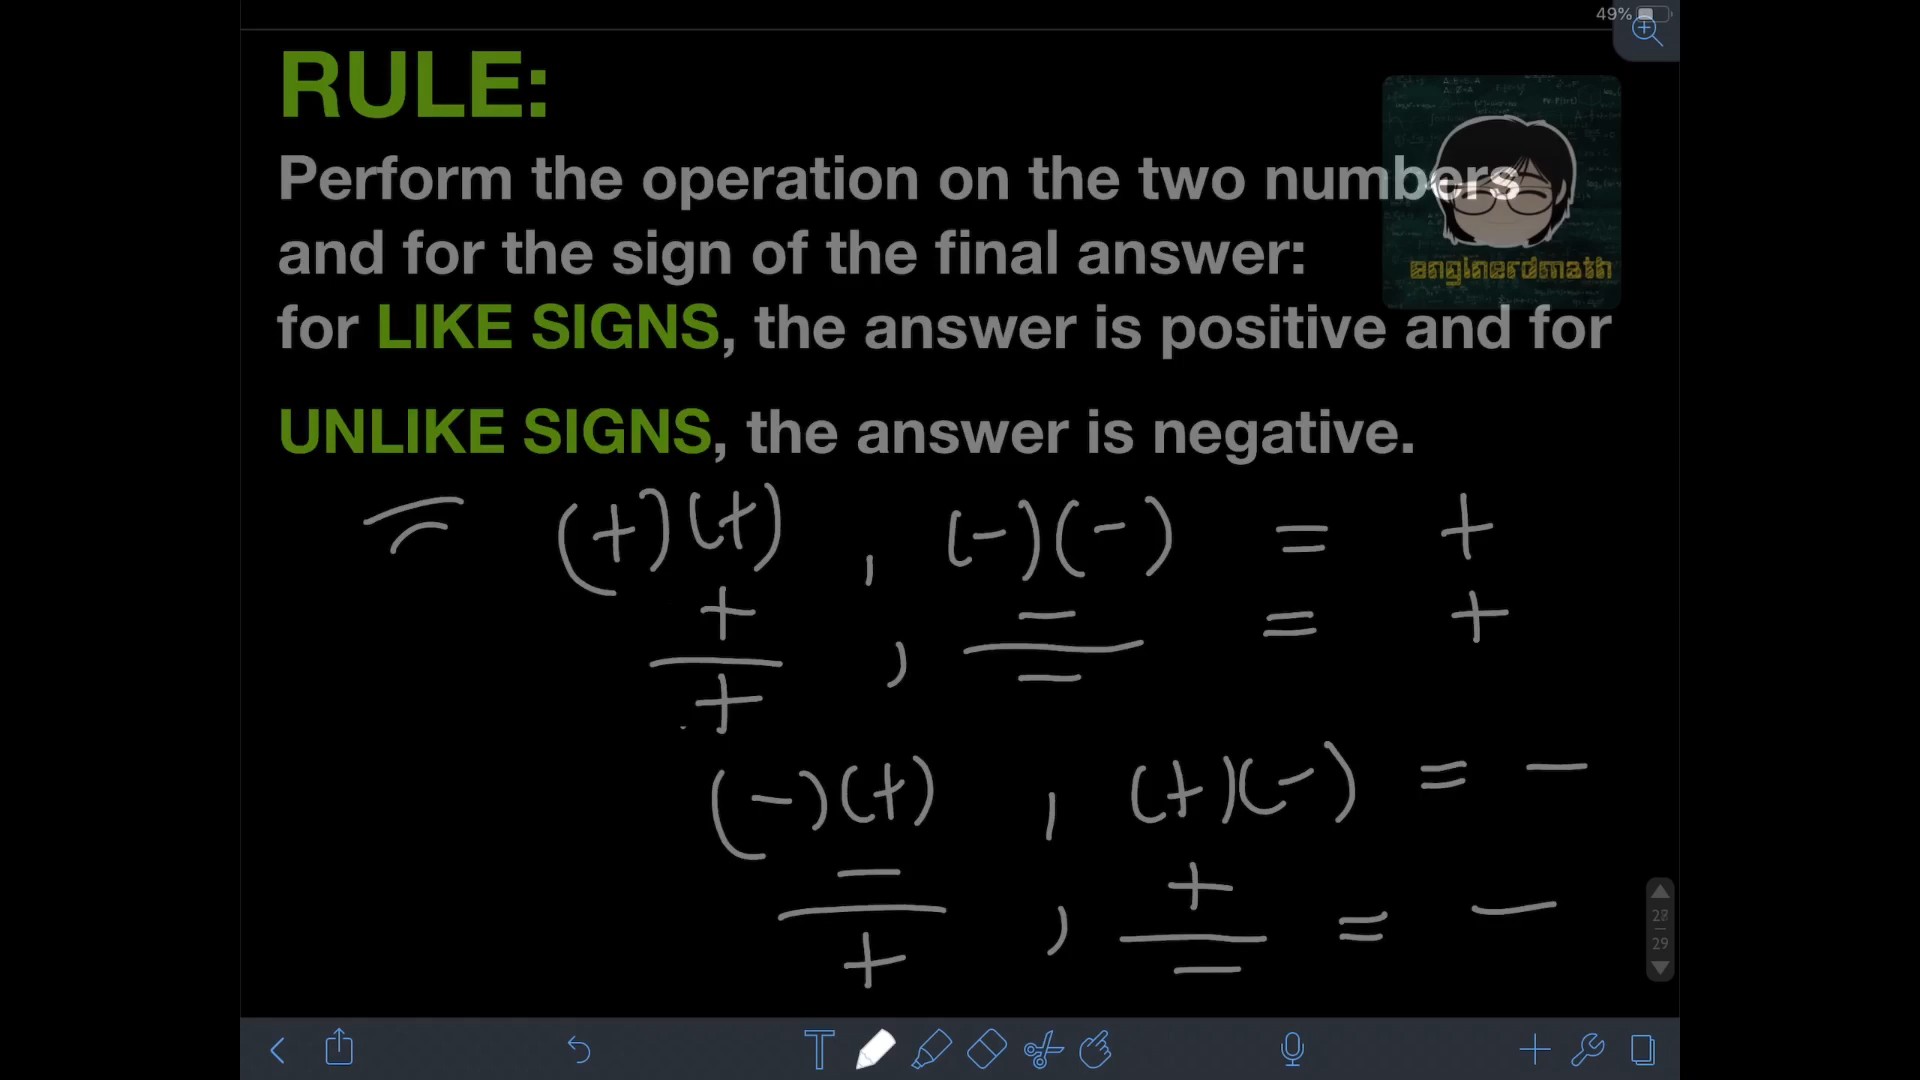 49%
RULE:
Perform the operation on the two numbers
and for the sign of the final answer:
for LIKE SIGNS, the answer is positive and for
UNLIKE SIGNS, the answer is negative.
enginerdmath
(+)(+) , (-)(-) = +
+/+ , -/- = +
(-)(+) , (+)(-) = -
-/+ , +/- = -
28
29
T